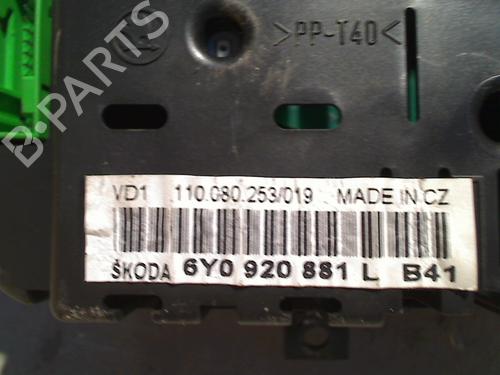 >PP-T40<
B-PARTS
VD1 110.080.253/019 MADE IN CZ
ŠKODA 6Y0 920 881 L B41